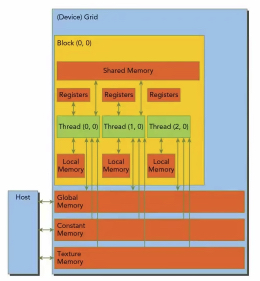 (Device) Grid
Block (0, 0)
Shared Memory
Registers
Registers
Registers
Thread (0, 0)
Thread (1, 0)
Thread (2, 0)
Local
Memory
Local
Memory
Local
Memory
Host
Global
Memory
Constant
Memory
Texture
Memory